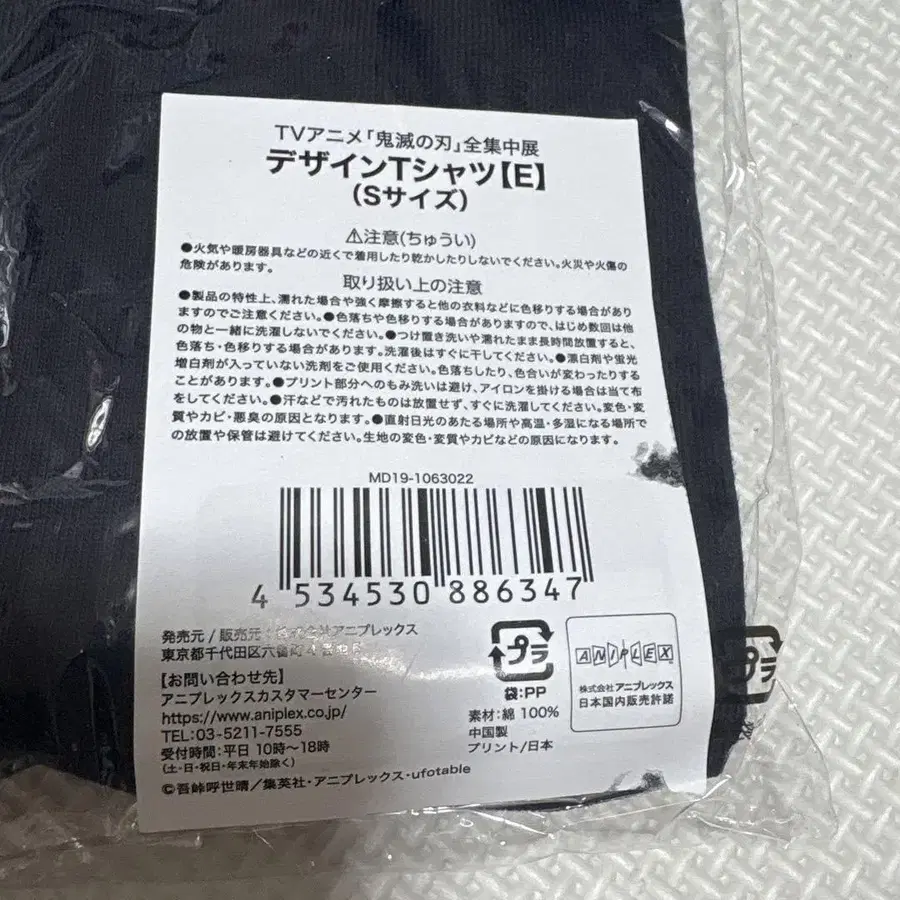 TVアニメ「鬼滅の刃」全集中展
デザインTシャツ【E】
(Sサイズ)
⚠注意(ちゅうい)
●火気や暖房器具などの近くで着用したり乾かしたりしないでください。火災や火傷の
危険があります。
取り扱い上の注意
●製品の特性上、濡れた場合や強く摩擦すると他の衣料などに色移りする場合があり
ますのでご注意ください。●色落ちや色移りする場合がありますので、はじめ数回は他
の物と一緒に洗濯しないでください。●つけ置き洗いや濡れたまま長時間放置すると、
色落ち・色移りする場合があります。洗濯後はすぐに干してください。●漂白剤や蛍光
増白剤が入っていない洗剤をご使用ください。色落ちしたり、色合いが変わったりする
ことがあります。●プリント部分へのもみ洗いは避け、アイロンを掛ける場合は当て布
をしてください。●汗などで汚れたものは放置せず、すぐに洗濯してください。変色・変
質やカビ・悪臭の原因となります。●直射日光のあたる場所や高温・多湿になる場所で
の放置や保管は避けてください。生地の変色・変質やカビなどの原因になります。
MD19-1063022
4 534530 886347
発売元 / 販売元:株式会社アニプレックス
東京都千代田区六番町4
【お問い合わせ先】
アニプレックスカスタマーセンター
https://www.aniplex.co.jp/
TEL:03-5211-7555
受付時間:平日 10時〜18時
(土・日・祝日・年末年始除く)
©吾峠呼世晴/集英社・アニプレックス・ufotable
プラ
袋:PP
素材:綿 100%
中国製
プリント/日本
ANIPLEX
株式会社 アニプレックス
日本国内販売許諾
プラ